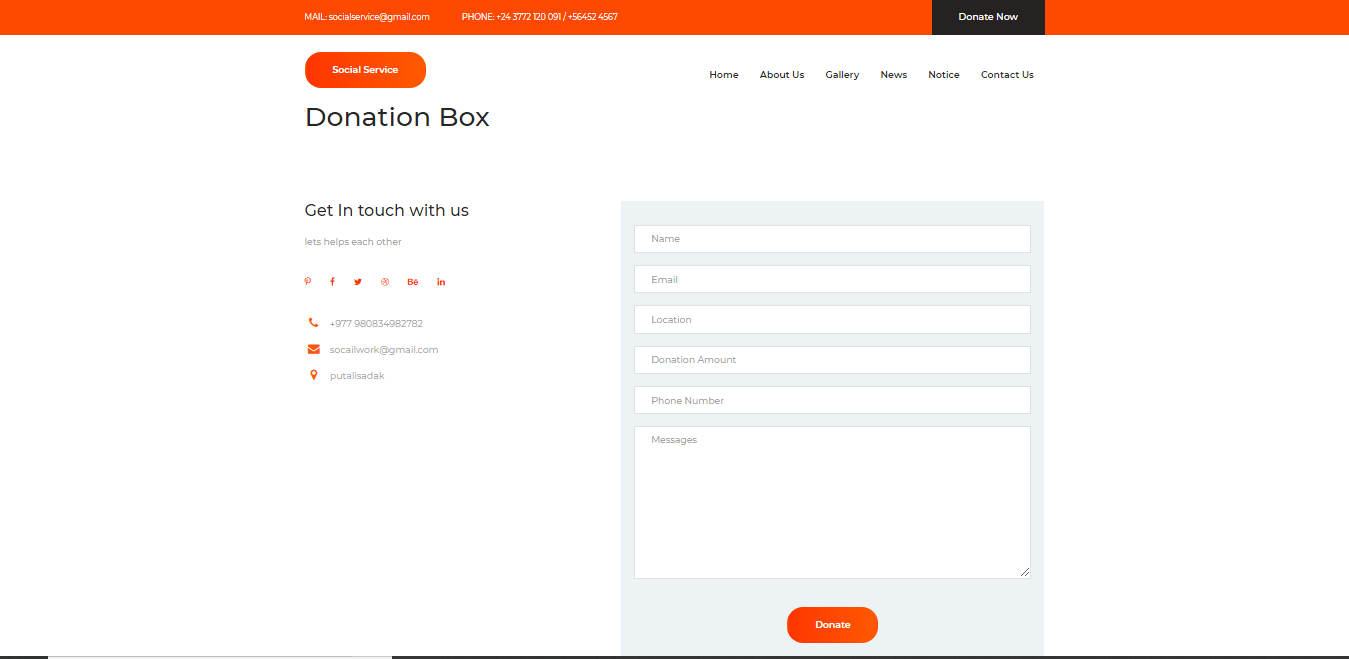 MAIL: socialservice@gmail.com PHONE: +24 3772 120 091 / +56452 4567 Donate Now
Social Service Home About Us Gallery News Notice Contact Us
Donation Box
Get In touch with us
lets helps each other
Bē in
+977 980834982782
socailwork@gmail.com
putalisadak
Name
Email
Location
Donation Amount
Phone Number
Messages
Donate